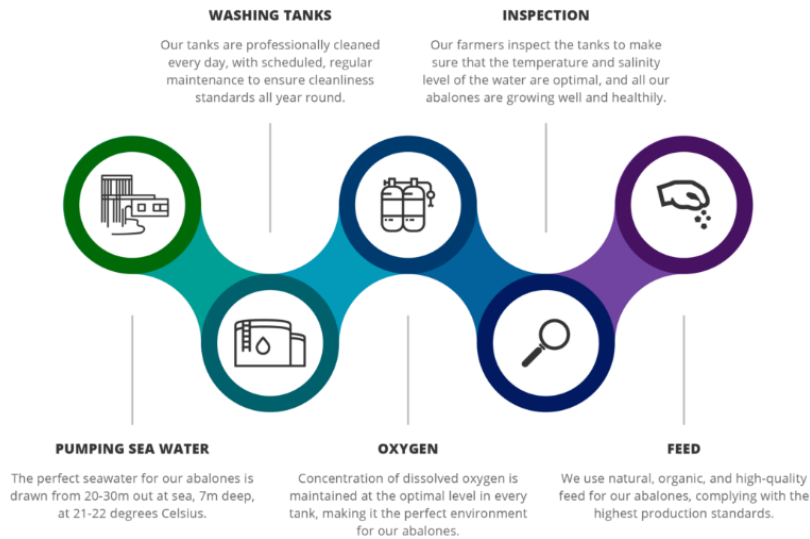 WASHING TANKS
Our tanks are professionally cleaned
every day, with scheduled, regular
maintenance to ensure cleanliness
standards all year round.
INSPECTION
Our farmers inspect the tanks to make
sure that the temperature and salinity
level of the water are optimal, and all our
abalones are growing well and healthily.
PUMPING SEA WATER
The perfect seawater for our abalones is
drawn from 20-30m out at sea, 7m deep,
at 21-22 degrees Celsius.
OXYGEN
Concentration of dissolved oxygen is
maintained at the optimal level in every
tank, making it the perfect environment
for our abalones.
FEED
We use natural, organic, and high-quality
feed for our abalones, complying with the
highest production standards.